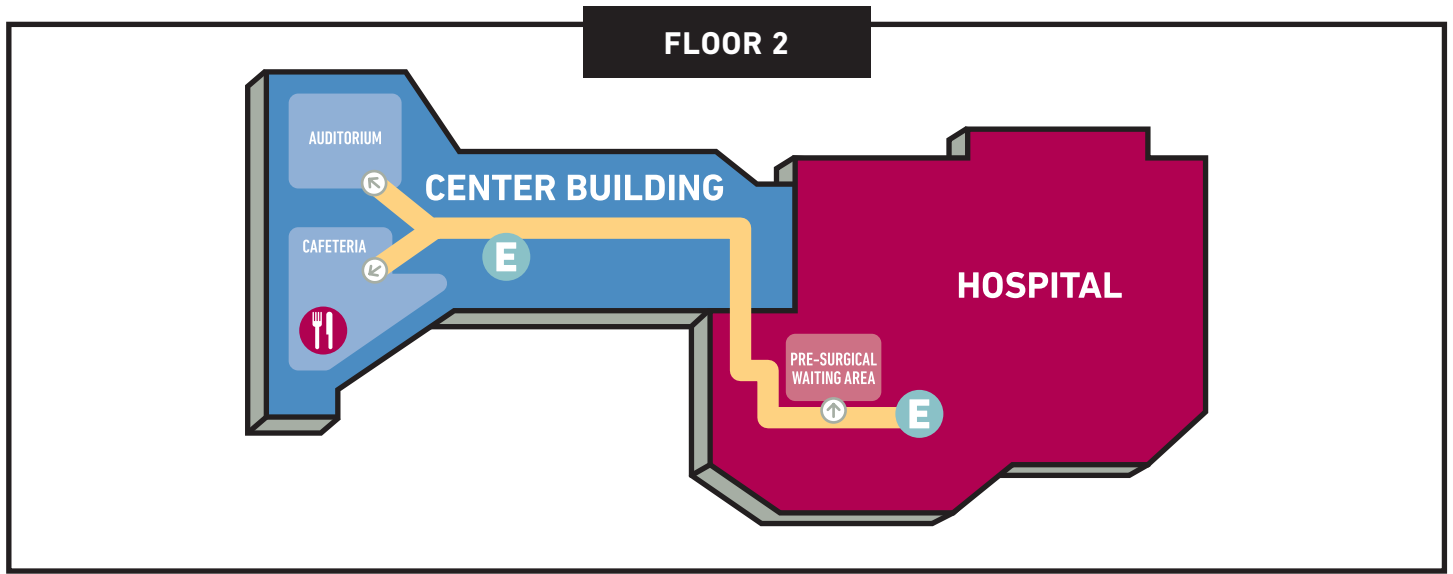 FLOOR 2
AUDITORIUM
CENTER BUILDING
CAFETERIA
E
HOSPITAL
PRE-SURGICAL
WAITING AREA
E